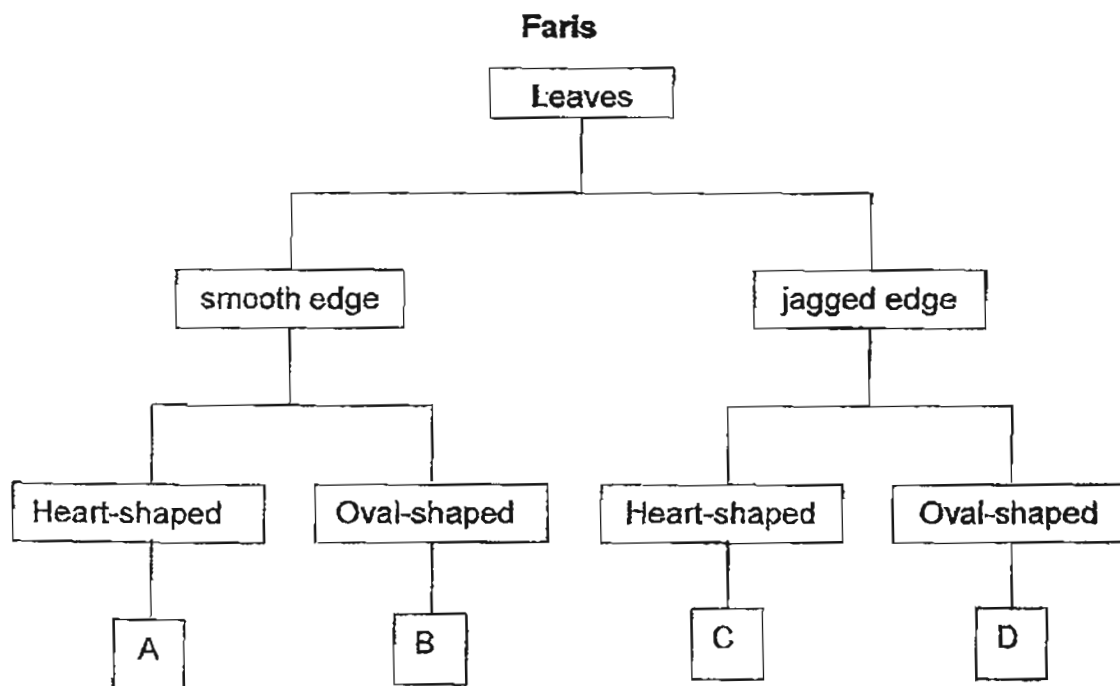 Faris
Leaves
smooth edge
jagged edge
Heart-shaped
Oval-shaped
Heart-shaped
Oval-shaped
A
B
C
D